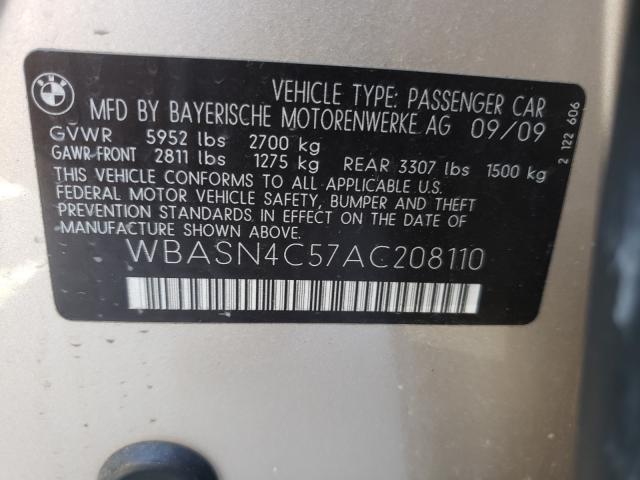 BMW
VEHICLE TYPE: PASSENGER CAR
MFD BY BAYERISCHE MOTORENWERKE AG 09/09
GVWR 5952 lbs 2700 kg
GAWR-FRONT 2811 lbs 1275 kg REAR 3307 lbs 1500 kg
THIS VEHICLE CONFORMS TO ALL APPLICABLE U.S.
FEDERAL MOTOR VEHICLE SAFETY, BUMPER AND THEFT
PREVENTION STANDARDS IN EFFECT ON THE DATE OF
MANUFACTURE SHOWN ABOVE.
WBASN4C57AC208110
2 122 606